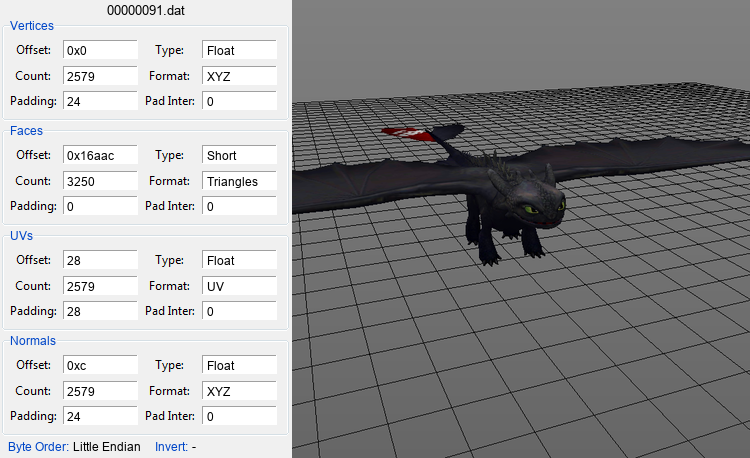 00000091.dat
Vertices
Offset: 0x0 Type: Float
Count: 2579 Format: XYZ
Padding: 24 Pad Inter: 0
Faces
Offset: 0x16aac Type: Short
Count: 3250 Format: Triangles
Padding: 0 Pad Inter: 0
UVs
Offset: 28 Type: Float
Count: 2579 Format: UV
Padding: 28 Pad Inter: 0
Normals
Offset: 0xc Type: Float
Count: 2579 Format: XYZ
Padding: 24 Pad Inter: 0
Byte Order: Little Endian Invert: -